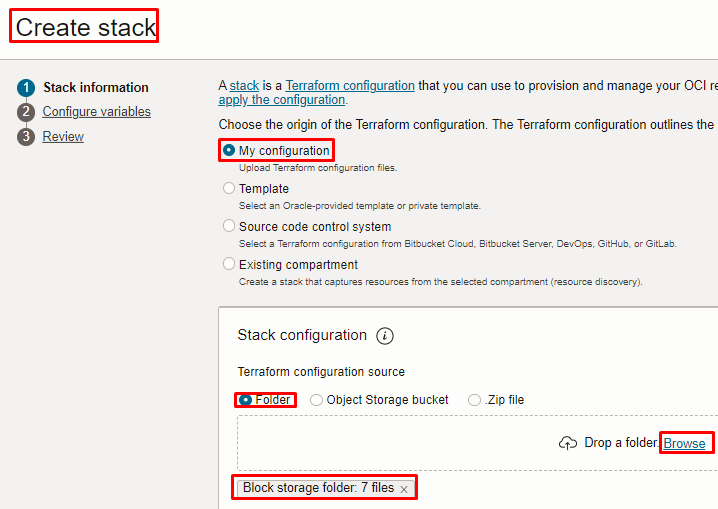 Create stack
1 Stack information
2 Configure variables
3 Review
A stack is a Terraform configuration that you can use to provision and manage your OCI re
apply the configuration.
Choose the origin of the Terraform configuration. The Terraform configuration outlines the
My configuration
Upload Terraform configuration files.
Template
Select an Oracle-provided template or private template.
Source code control system
Select a Terraform configuration from Bitbucket Cloud, Bitbucket Server, DevOps, GitHub, or GitLab.
Existing compartment
Create a stack that captures resources from the selected compartment (resource discovery).
Stack configuration i
Terraform configuration source
Folder Object Storage bucket .Zip file
Drop a folder. Browse
Block storage folder: 7 files ×